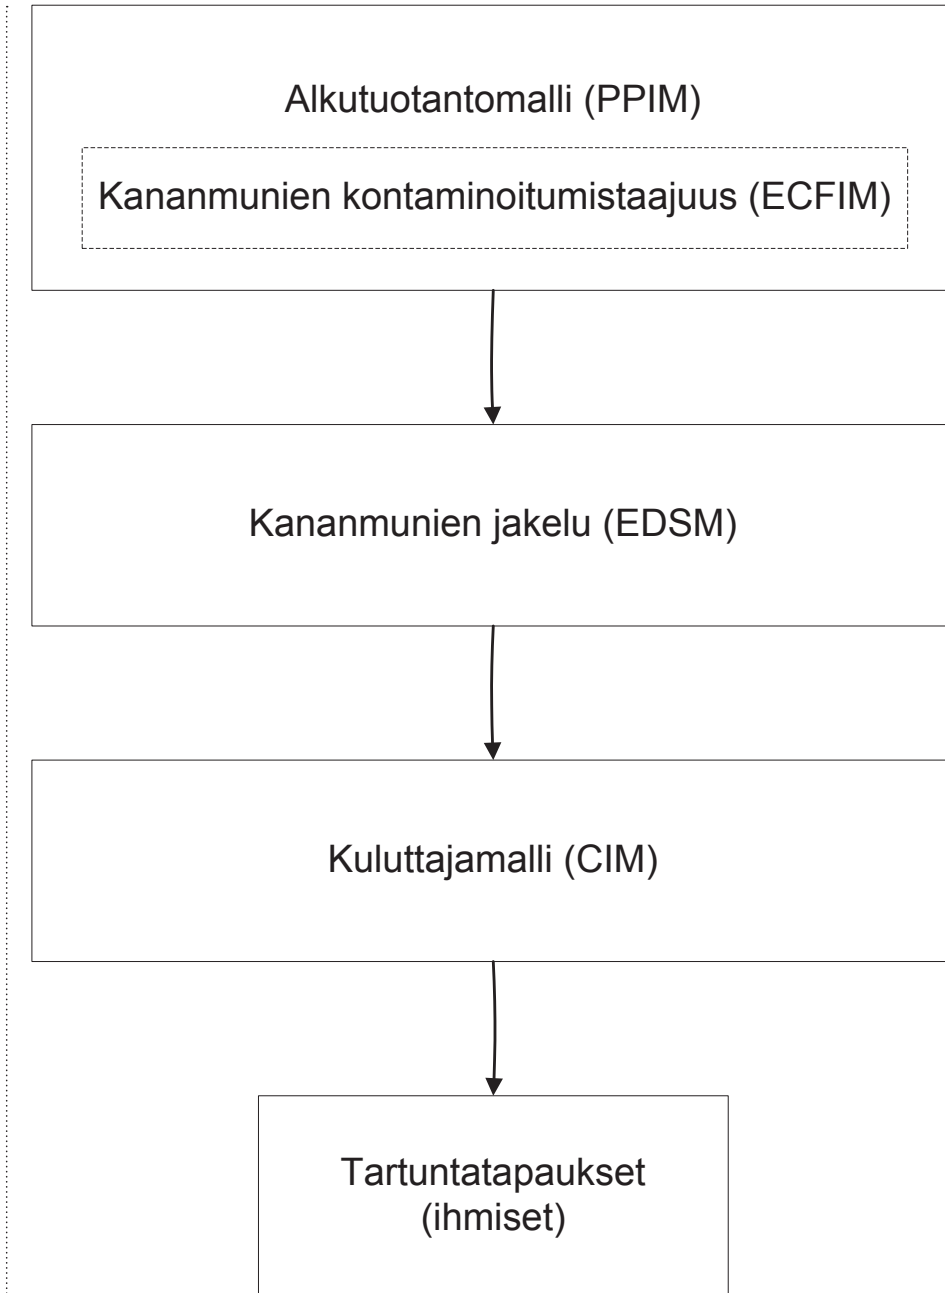 Alkutuotantomalli (PPIM)
Kananmunien kontaminoitumistaajuus (ECFIM)
Kananmunien jakelu (EDSM)
Kuluttajamalli (CIM)
Tartuntatapaukset
(ihmiset)